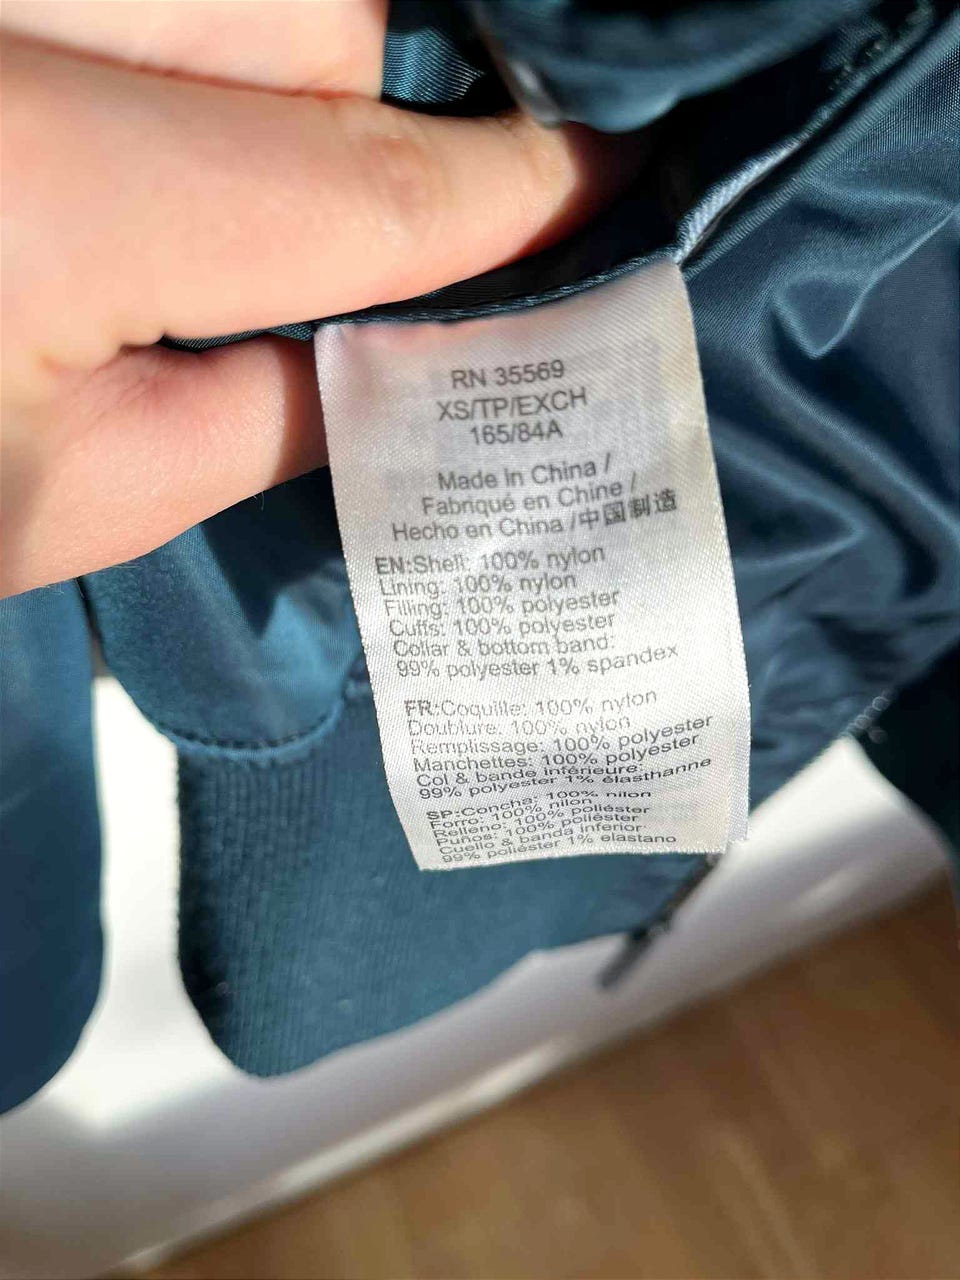 RN 35569
XS/TP/EXCH
165/84A
Made in China /
Fabriqué en Chine /
Hecho en China /中国制造
EN:Shell: 100% nylon
Lining: 100% nylon
Filling: 100% polyester
Cuffs: 100% polyester
Collar & bottom band:
99% polyester 1% spandex
FR:Coquille: 100% nylon
Doublure: 100% nylon
Remplissage: 100% polyester
Manchettes: 100% polyester
Col & bande inférieure:
99% polyester 1% élasthanne
SP:Concha: 100% nilon
Forro: 100% nilon
Relleno: 100% poliéster
Puños: 100% poliéster
Cuello & banda inferior
99% poliéster 1% elastano